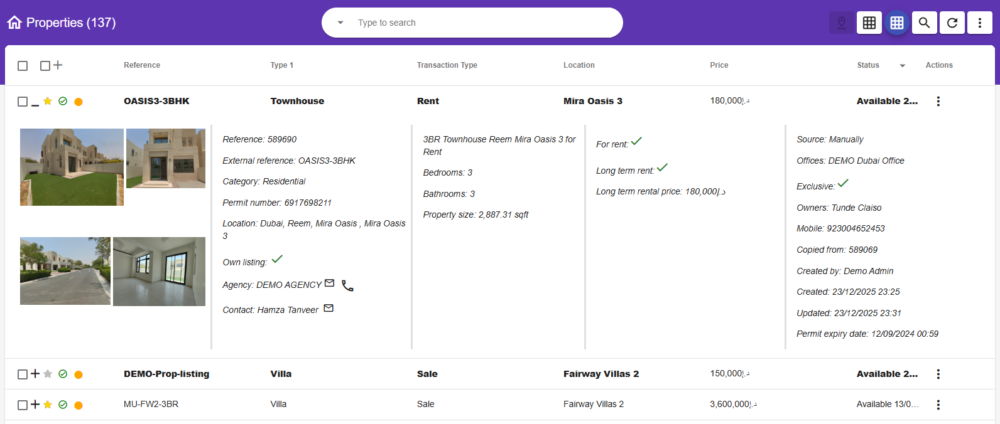 Properties (137)
Type to search
Reference Type 1 Transaction Type Location Price Status Actions
OASIS3-3BHK Townhouse Rent Mira Oasis 3 180,000د.إ Available 2...
Reference: 589690
External reference: OASIS3-3BHK
Category: Residential
Permit number: 6917698211
Location: Dubai, Reem, Mira Oasis , Mira Oasis
3
Own listing:
Agency: DEMO AGENCY
Contact: Hamza Tanveer
3BR Townhouse Reem Mira Oasis 3 for
Rent
Bedrooms: 3
Bathrooms: 3
Property size: 2,887.31 sqft
For rent:
Long term rent:
Long term rental price: 180,000د.إ
Source: Manually
Offices: DEMO Dubai Office
Exclusive:
Owners: Tunde Claiso
Mobile: 923004652453
Copied from: 589069
Created by: Demo Admin
Created: 23/12/2025 23:25
Updated: 23/12/2025 23:31
Permit expiry date: 12/09/2024 00:59
DEMO-Prop-listing Villa Sale Fairway Villas 2 150,000د.إ Available 2...
MU-FW2-3BR Villa Sale Fairway Villas 2 3,600,000د.إ Available 13/0...